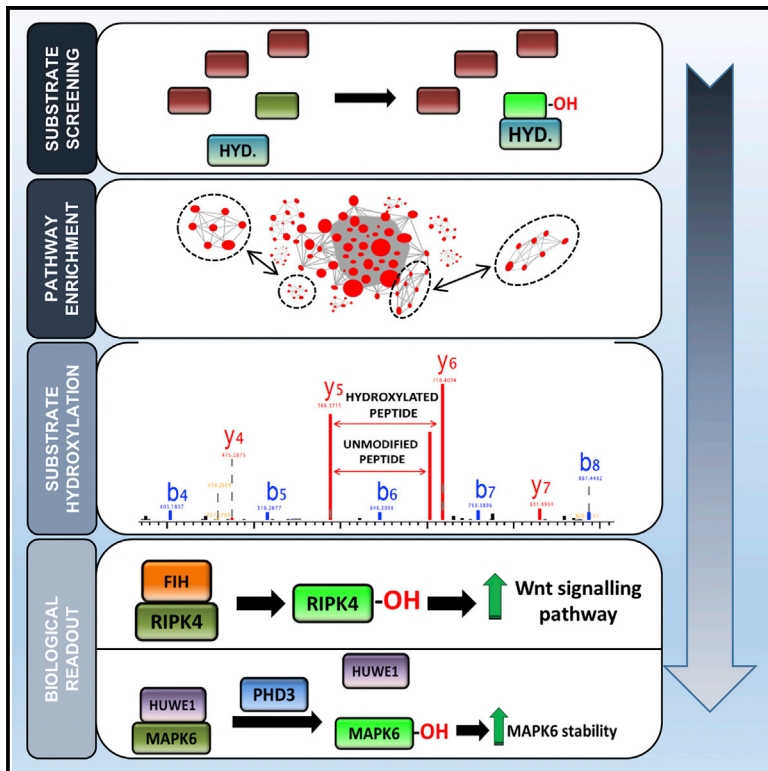 SUBSTRATE
SCREENING
HYD.
-OH
HYD.
PATHWAY
ENRICHMENT
SUBSTRATE
HYDROXYLATION
y6
y5
HYDROXYLATED
PEPTIDE
y4
UNMODIFIED
PEPTIDE
b8
b4
b5
b6
b7
y7
BIOLOGICAL
READOUT
FIH
RIPK4
RIPK4
-OH
Wnt signalling
pathway
HUWE1
HUWE1
MAPK6
PHD3
MAPK6
-OH
MAPK6 stability